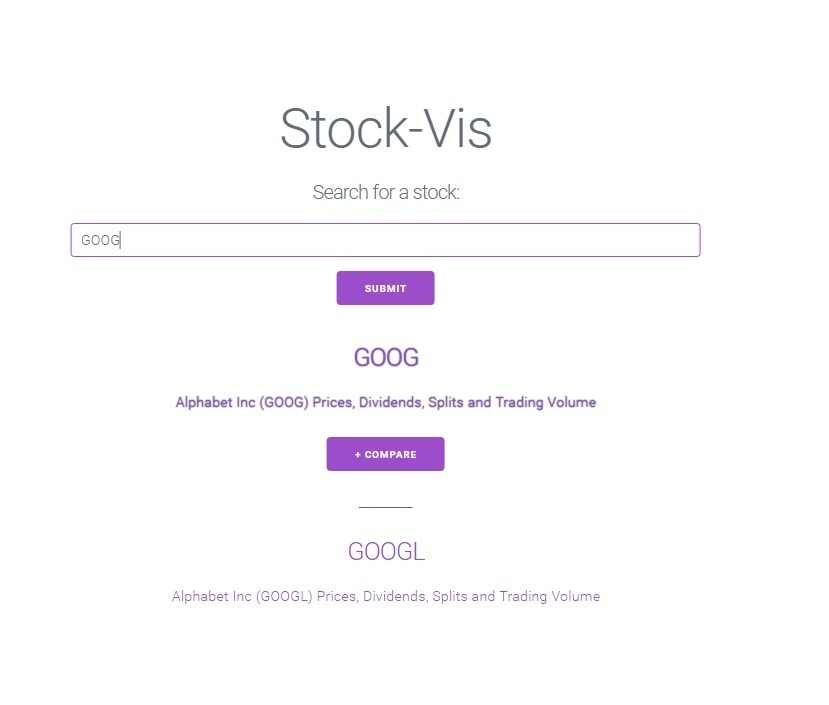 Stock-Vis
Search for a stock:
GOOG
SUBMIT
GOOG
Alphabet Inc (GOOG) Prices, Dividends, Splits and Trading Volume
+ COMPARE
GOOGL
Alphabet Inc (GOOGL) Prices, Dividends, Splits and Trading Volume